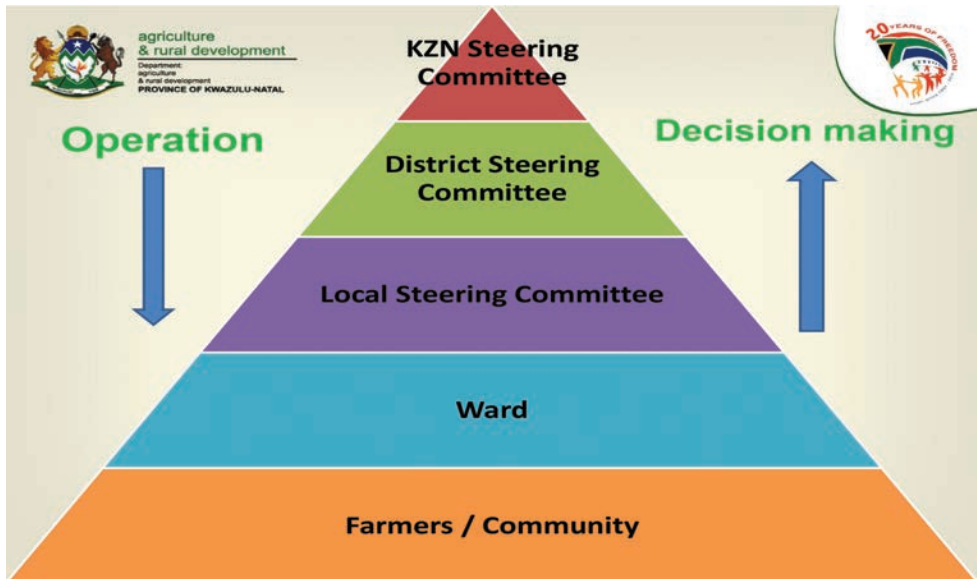 agriculture
& rural development
Department:
agriculture
& rural development
PROVINCE OF KWAZULU-NATAL
20 YEARS OF FREEDOM
Operation
Decision making
KZN Steering
Committee
District Steering
Committee
Local Steering Committee
Ward
Farmers / Community